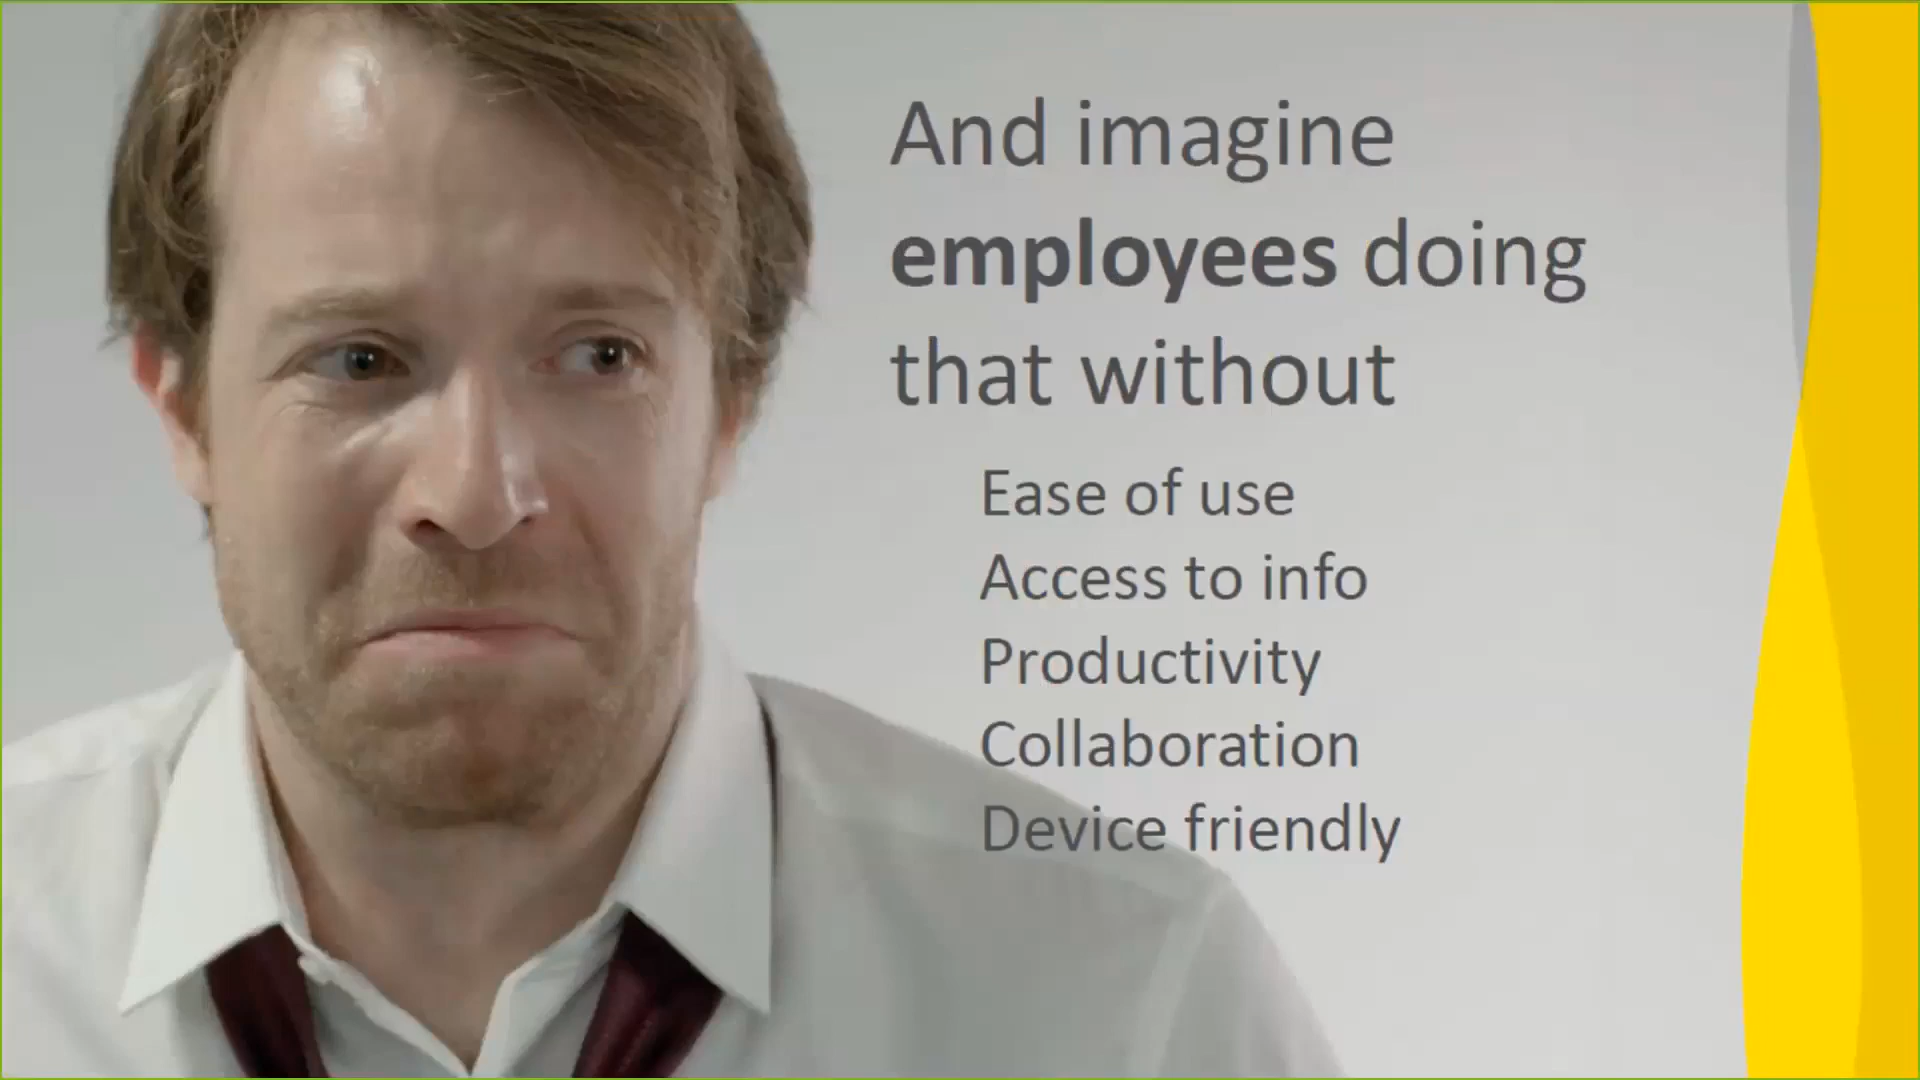 And imagine
employees doing
that without
Ease of use
Access to info
Productivity
Collaboration
Device friendly